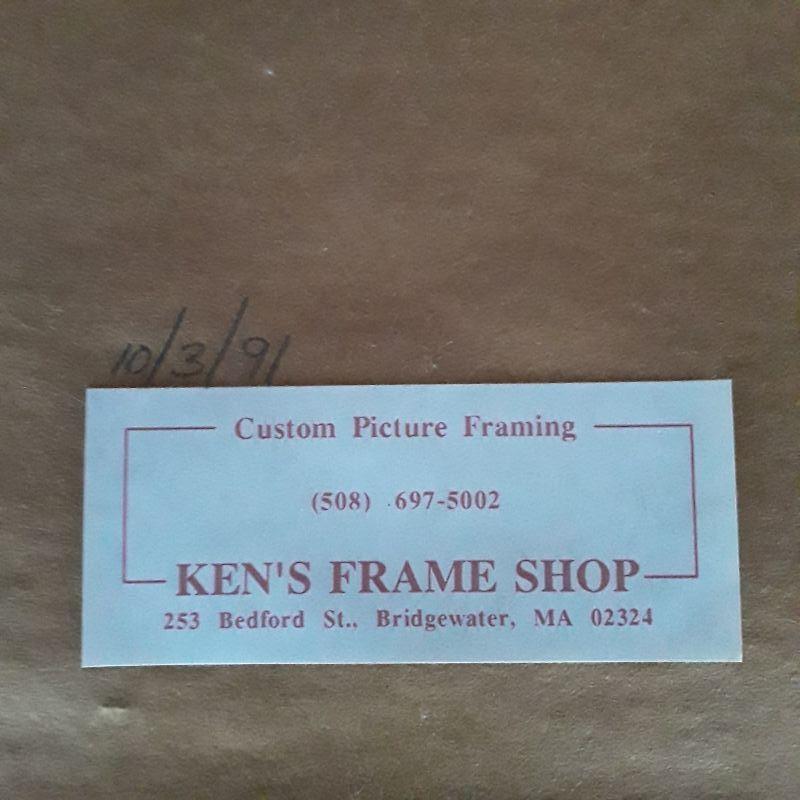 10/3/91
Custom Picture Framing
(508) 697-5002
KEN'S FRAME SHOP
253 Bedford St., Bridgewater, MA 02324